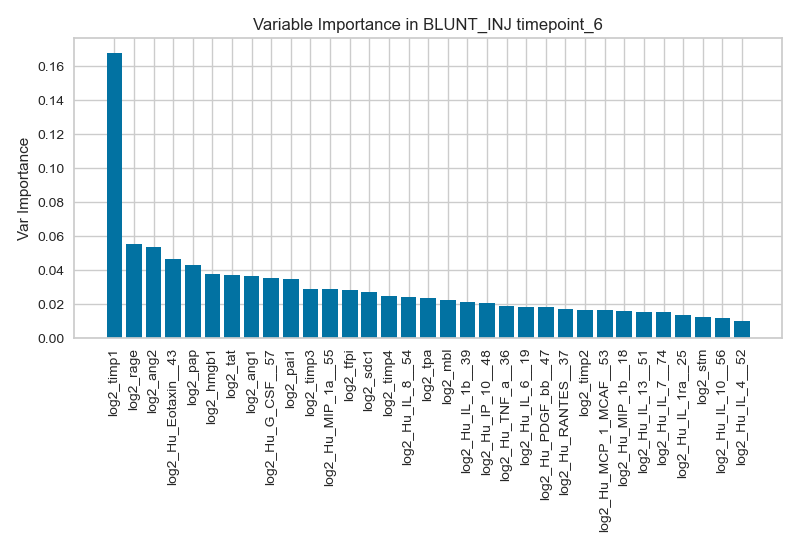 Variable Importance in BLUNT_INJ timepoint_6
Var Importance
0.16
0.14
0.12
0.10
0.08
0.06
0.04
0.02
0.00
log2_timp1
log2_rage
log2_ang2
log2_Hu_Eotaxin__43
log2_pap
log2_hmgb1
log2_tat
log2_ang1
log2_Hu_G_CSF__57
log2_pai1
log2_timp3
log2_Hu_MIP_1a__55
log2_tfpi
log2_sdc1
log2_timp4
log2_Hu_IL_8__54
log2_tpa
log2_mbl
log2_Hu_IL_1b__39
log2_Hu_IP_10__48
log2_Hu_TNF_a__36
log2_Hu_IL_6__19
log2_Hu_PDGF_bb__47
log2_Hu_RANTES__37
log2_timp2
log2_Hu_MCP_1_MCAF__53
log2_Hu_MIP_1b__18
log2_Hu_IL_13__51
log2_Hu_IL_7__74
log2_Hu_IL_1ra__25
log2_stm
log2_Hu_IL_10__56
log2_Hu_IL_4__52